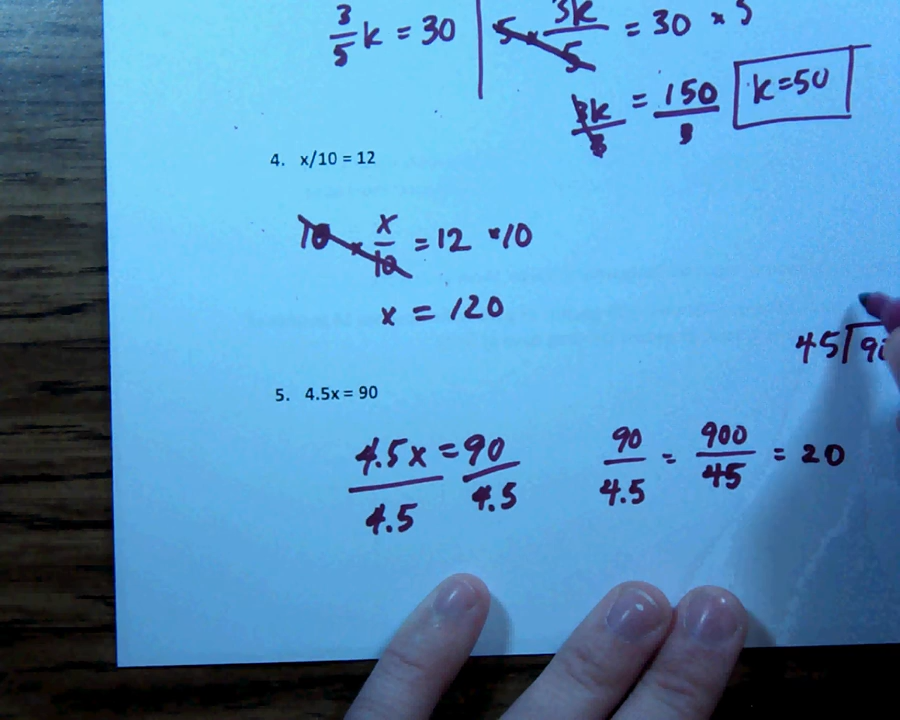 3/5 k = 30
5 × 3k/5 = 30 × 5
3k/3 = 150/3
k=50
4. x/10 = 12
10 × x/10 = 12 × 10
x = 120
45
5. 4.5x = 90
4.5x/4.5 = 90/4.5
90/4.5 = 900/45 = 20